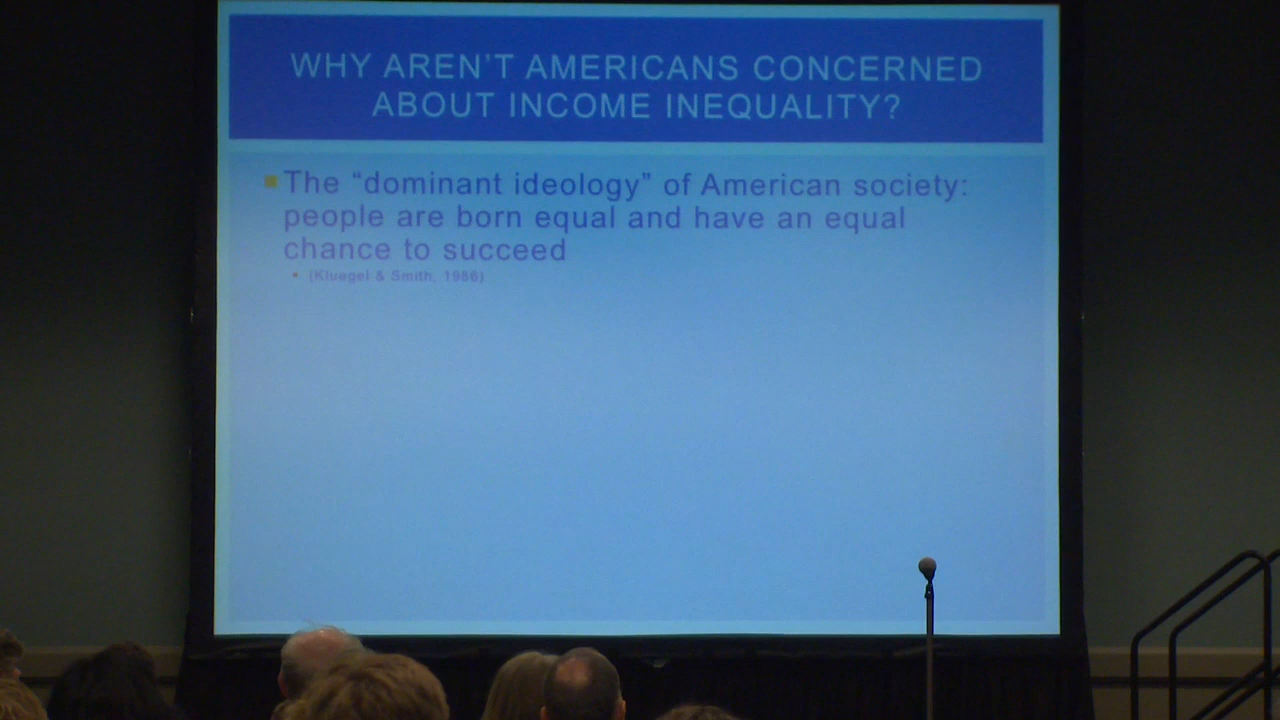 WHY AREN'T AMERICANS CONCERNED
ABOUT INCOME INEQUALITY?
The “dominant ideology” of American society:
people are born equal and have an equal
chance to succeed
(Kluegel & Smith, 1986)